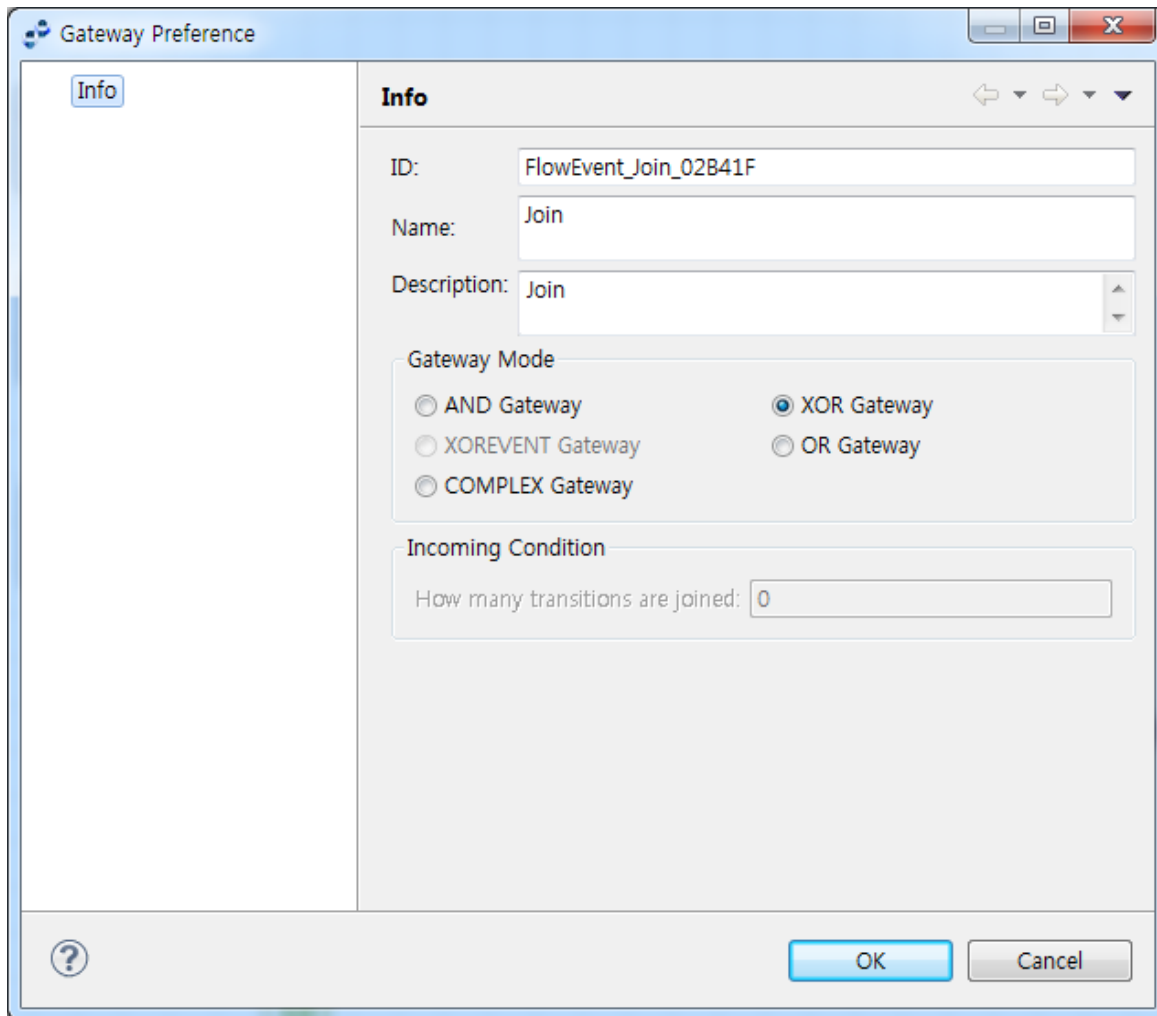 Gateway Preference
Info
Info
ID: FlowEvent_Join_02B41F
Name: Join
Description: Join
Gateway Mode
AND Gateway XOR Gateway
XOREVENT Gateway OR Gateway
COMPLEX Gateway
Incoming Condition
How many transitions are joined: 0
OK Cancel